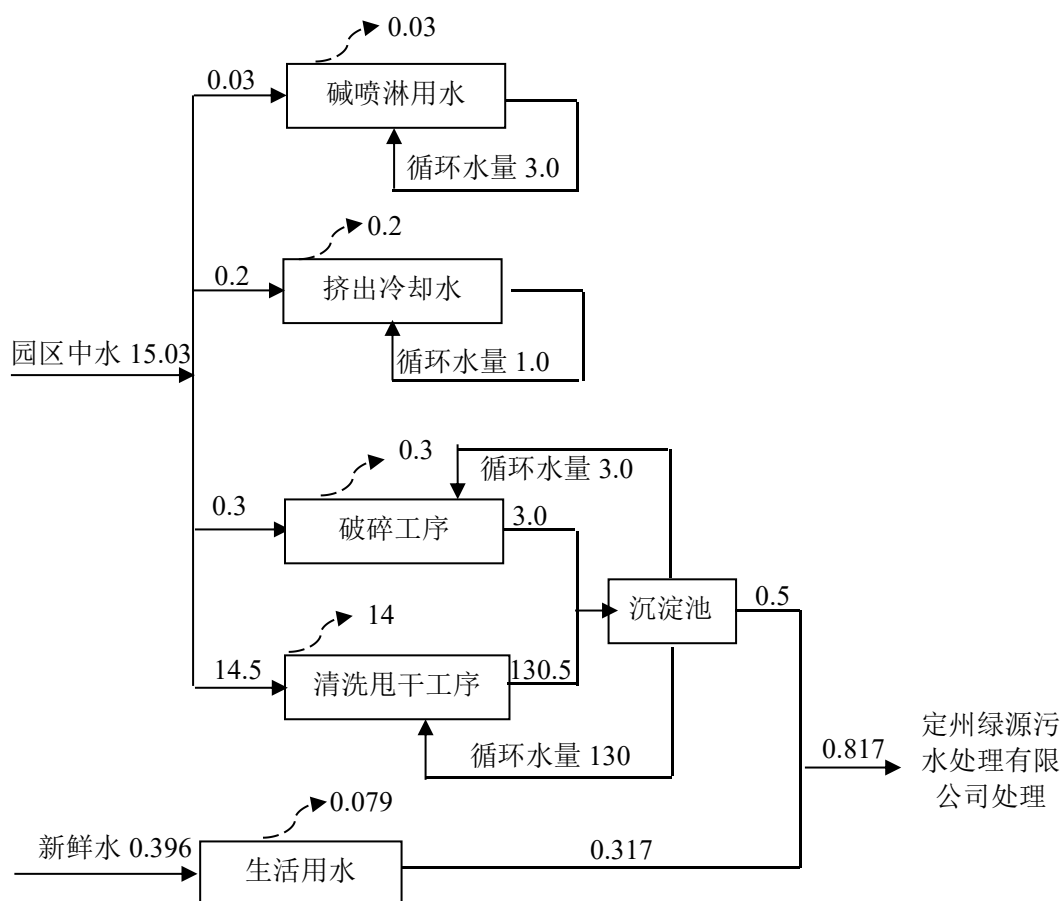 0.03
0.03
碱喷淋用水
循环水量 3.0
0.2
0.2
挤出冷却水
循环水量 1.0
园区中水 15.03
0.3
循环水量 3.0
0.3
破碎工序
3.0
沉淀池
0.5
14
14.5
清洗甩干工序
130.5
循环水量 130
0.817
定州绿源污
水处理有限
公司处理
0.079
新鲜水 0.396
生活用水
0.317